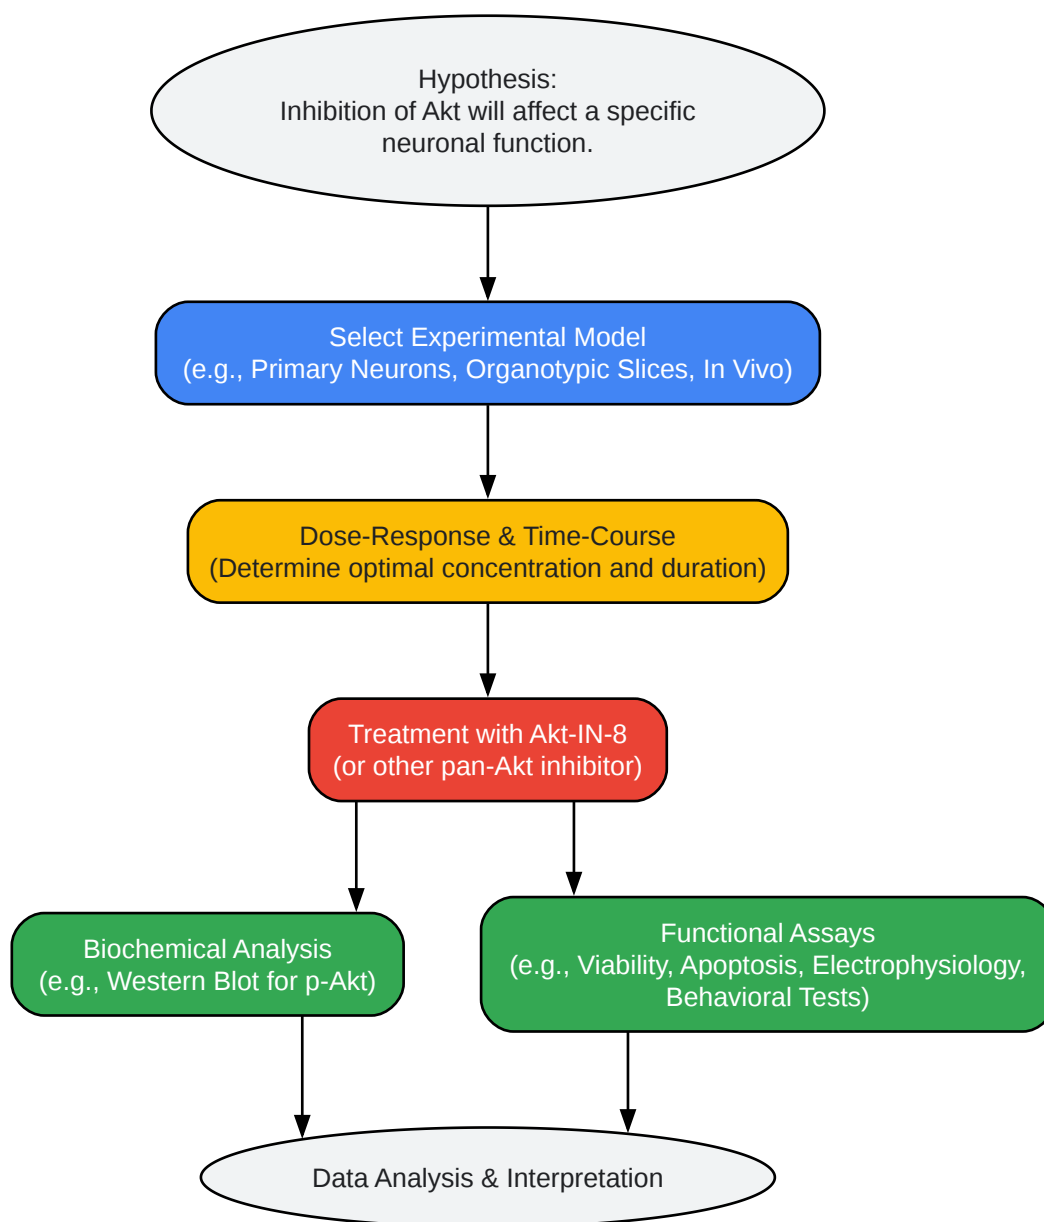 Hypothesis:
Inhibition of Akt will affect a specific
neuronal function.
Select Experimental Model
(e.g., Primary Neurons, Organotypic Slices, In Vivo)
Dose-Response & Time-Course
(Determine optimal concentration and duration)
Treatment with Akt-IN-8
(or other pan-Akt inhibitor)
Biochemical Analysis
(e.g., Western Blot for p-Akt)
Functional Assays
(e.g., Viability, Apoptosis, Electrophysiology,
Behavioral Tests)
Data Analysis & Interpretation